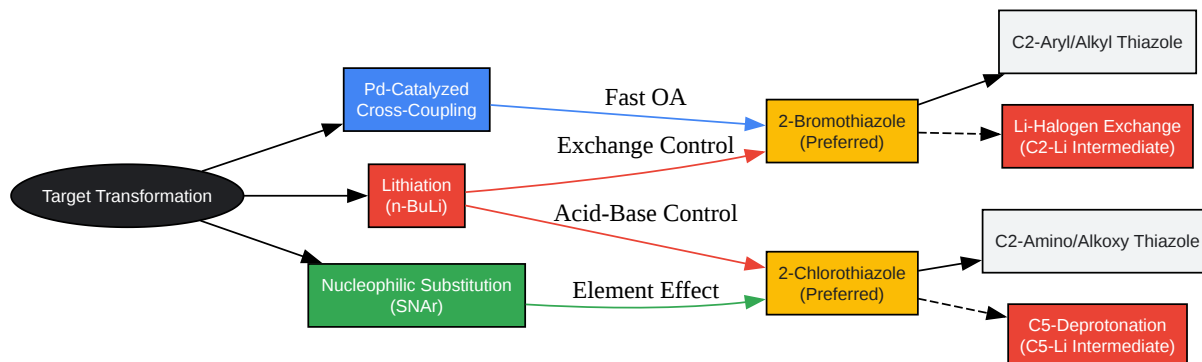 Target Transformation
Pd-Catalyzed
Cross-Coupling
Lithiation
(n-BuLi)
Nucleophilic Substitution
(SNAr)
Fast OA
Exchange Control
Acid-Base Control
Element Effect
2-Bromothiazole
(Preferred)
2-Chlorothiazole
(Preferred)
C2-Aryl/Alkyl Thiazole
Li-Halogen Exchange
(C2-Li Intermediate)
C2-Amino/Alkoxy Thiazole
C5-Deprotonation
(C5-Li Intermediate)